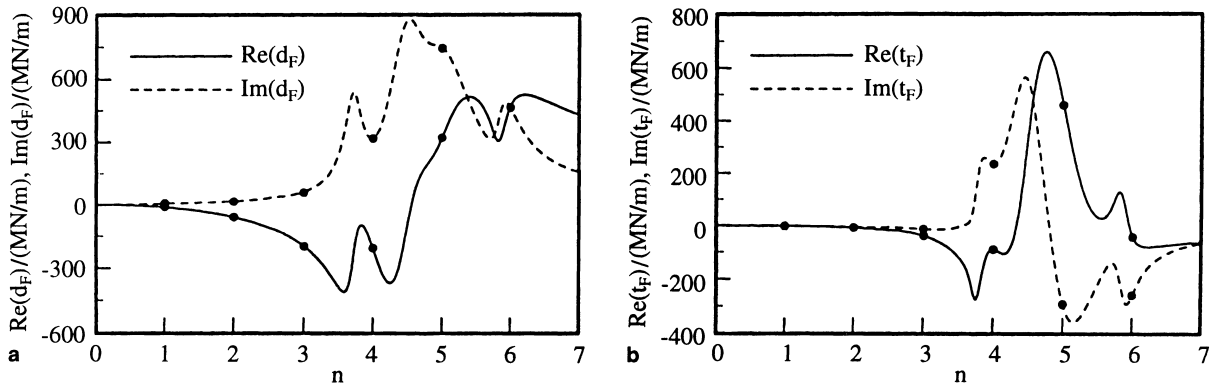 900
600
300
0
-300
-600
Re(d_F)/(MN/m), Im(d_F)/(MN/m)
Re(d_F)
Im(d_F)
0 1 2 3 4 5 6 7
n
a
800
600
400
200
0
-200
-400
Re(t_F)/(MN/m), Im(t_F)/(MN/m)
Re(t_F)
Im(t_F)
0 1 2 3 4 5 6 7
n
b